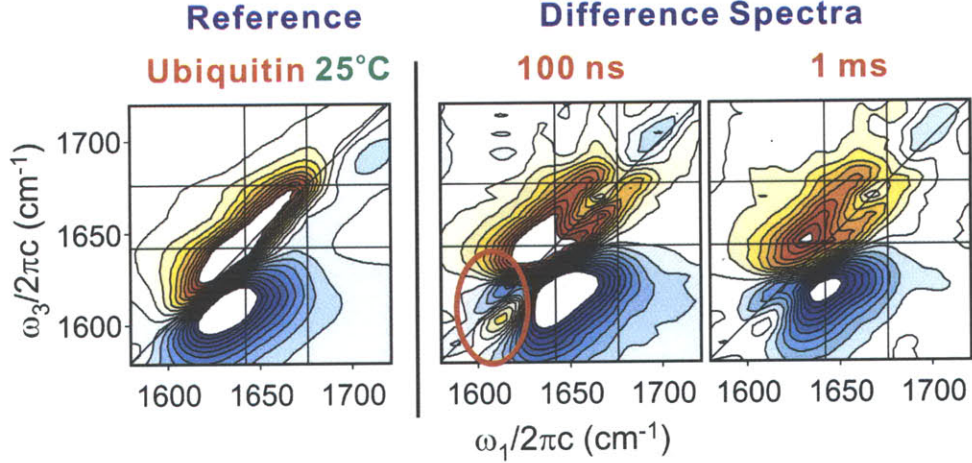 Reference
Difference Spectra
Ubiquitin 25°C
100 ns
1 ms
ω3/2πc (cm-1)
1700
1650
1600
1600 1650 1700
1600 1650 1700
1600 1650 1700
ω1/2πc (cm-1)